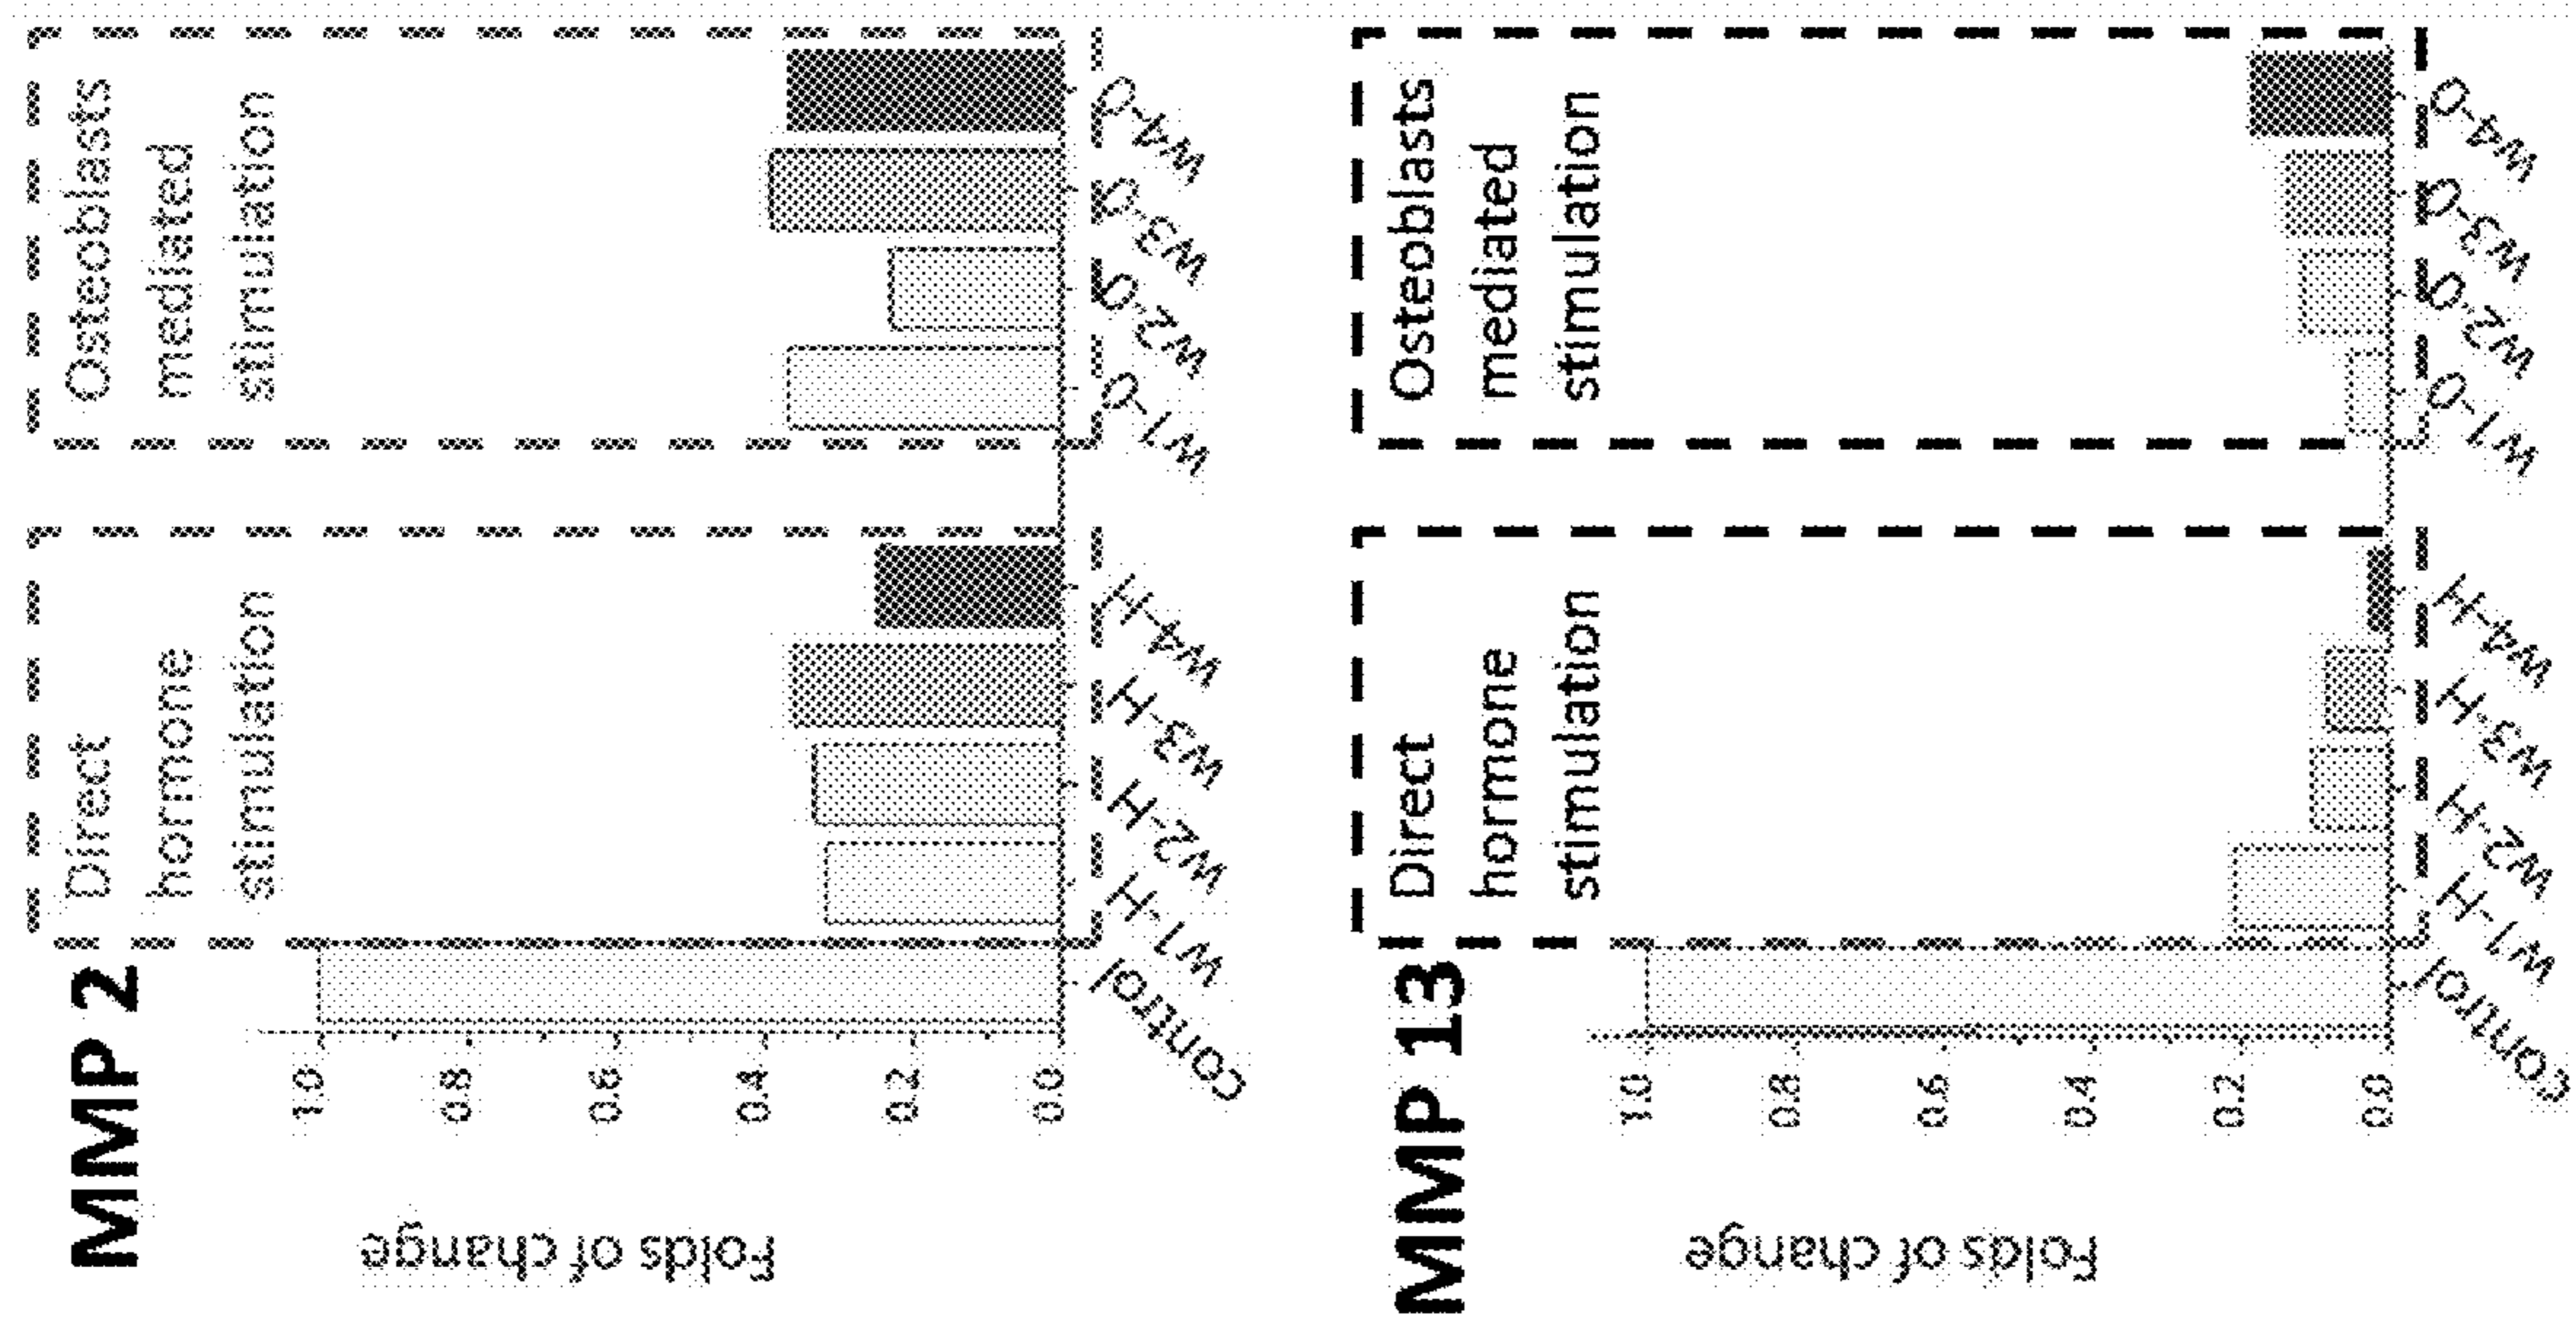 MMP 2
Direct
hormone
stimulation
Osteoblasts
mediated
stimulation
Folds of change
1.0
0.8
0.6
0.4
0.2
0.0
Control
W1-H
W2-H
W3-H
W4-H
W1-O
W2-O
W3-O
W4-O
MMP 13
Direct
hormone
stimulation
Osteoblasts
mediated
stimulation
Folds of change
1.0
0.8
0.6
0.4
0.2
0.0
Control
W1-H
W2-H
W3-H
W4-H
W1-O
W2-O
W3-O
W4-O